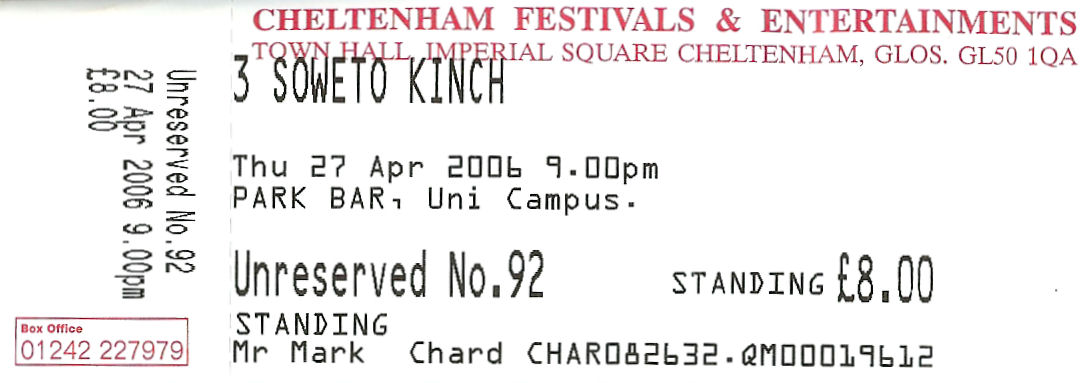 CHELTENHAM FESTIVALS & ENTERTAINMENTS
TOWN HALL, IMPERIAL SQUARE CHELTENHAM, GLOS. GL50 1QA
3 SOWETO KINCH
Thu 27 Apr 2006 9.00pm
PARK BAR, Uni Campus.
Unreserved No.92 STANDING £8.00
STANDING
Mr Mark Chard CHAR082632.QM00019612
Unreserved No.92
27 Apr 2006 9.00pm
£8.00
Box Office
01242 227979